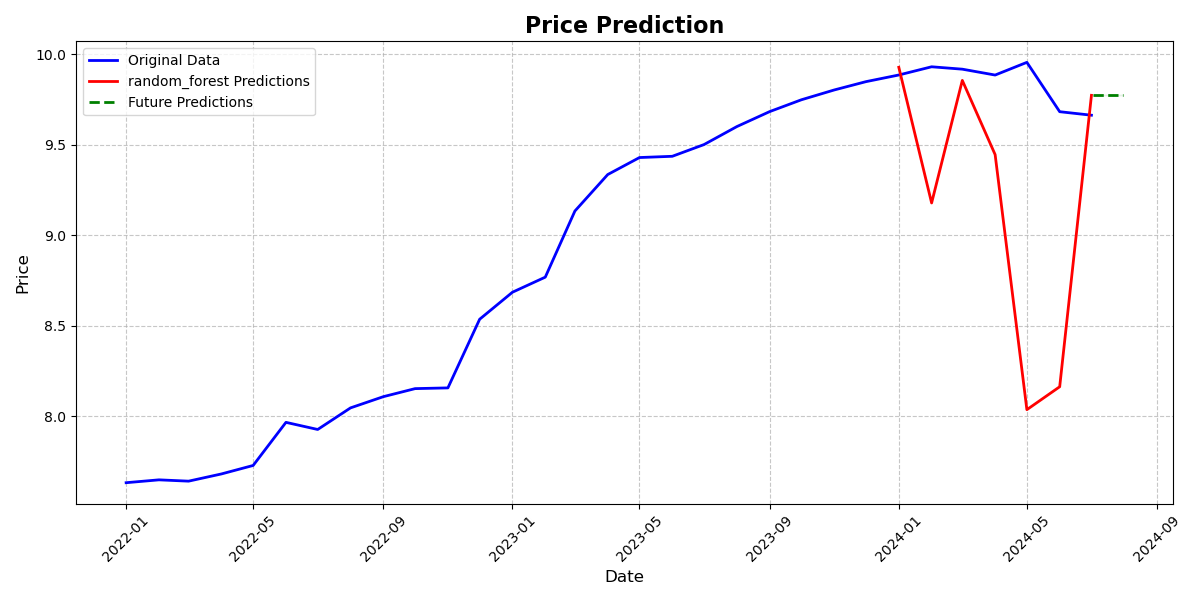 Price Prediction
Original Data
random_forest Predictions
Future Predictions
Price
10.0
9.5
9.0
8.5
8.0
2022-01
2022-05
2022-09
2023-01
2023-05
2023-09
2024-01
2024-05
2024-09
Date